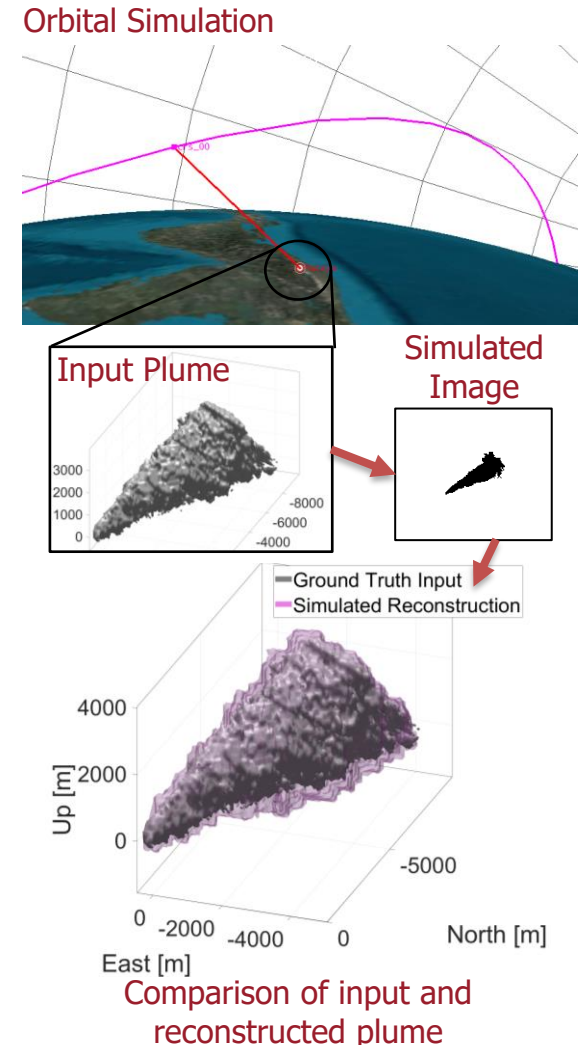 Orbital Simulation
Input Plume
3000
2000
1000
0
-8000
-6000
-4000
Simulated
Image
Ground Truth Input
Simulated Reconstruction
4000
2000
0
Up [m]
0
-2000
-4000
East [m]
-5000
0
North [m]
Comparison of input and
reconstructed plume